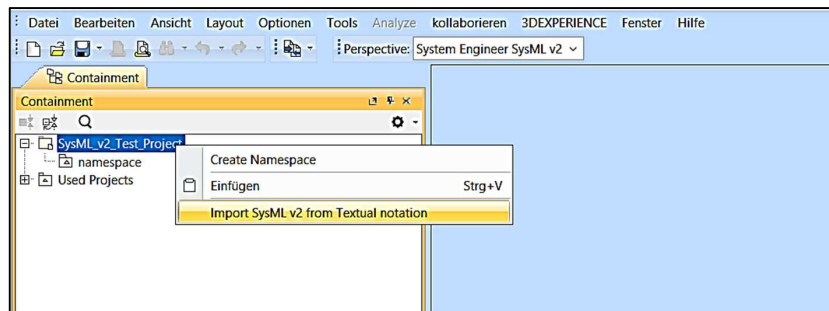 Datei Bearbeiten Ansicht Layout Optionen Tools Analyze kollaborieren 3DEXPERIENCE Fenster Hilfe
Perspective: System Engineer SysML v2
Containment
Containment
SysML_v2_Test_Project
Create Namespace
namespace
Used Projects
Einfügen Strg+V
Import SysML v2 from Textual notation